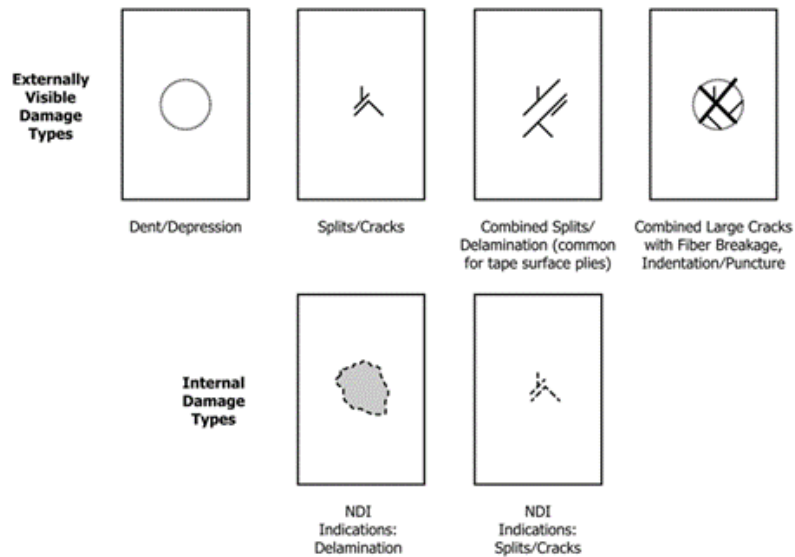 Externally
Visible
Damage
Types
Dent/Depression
Splits/Cracks
Combined Splits/
Delamination (common
for tape surface plies)
Combined Large Cracks
with Fiber Breakage,
Indentation/Puncture
Internal
Damage
Types
NDI
Indications:
Delamination
NDI
Indications:
Splits/Cracks